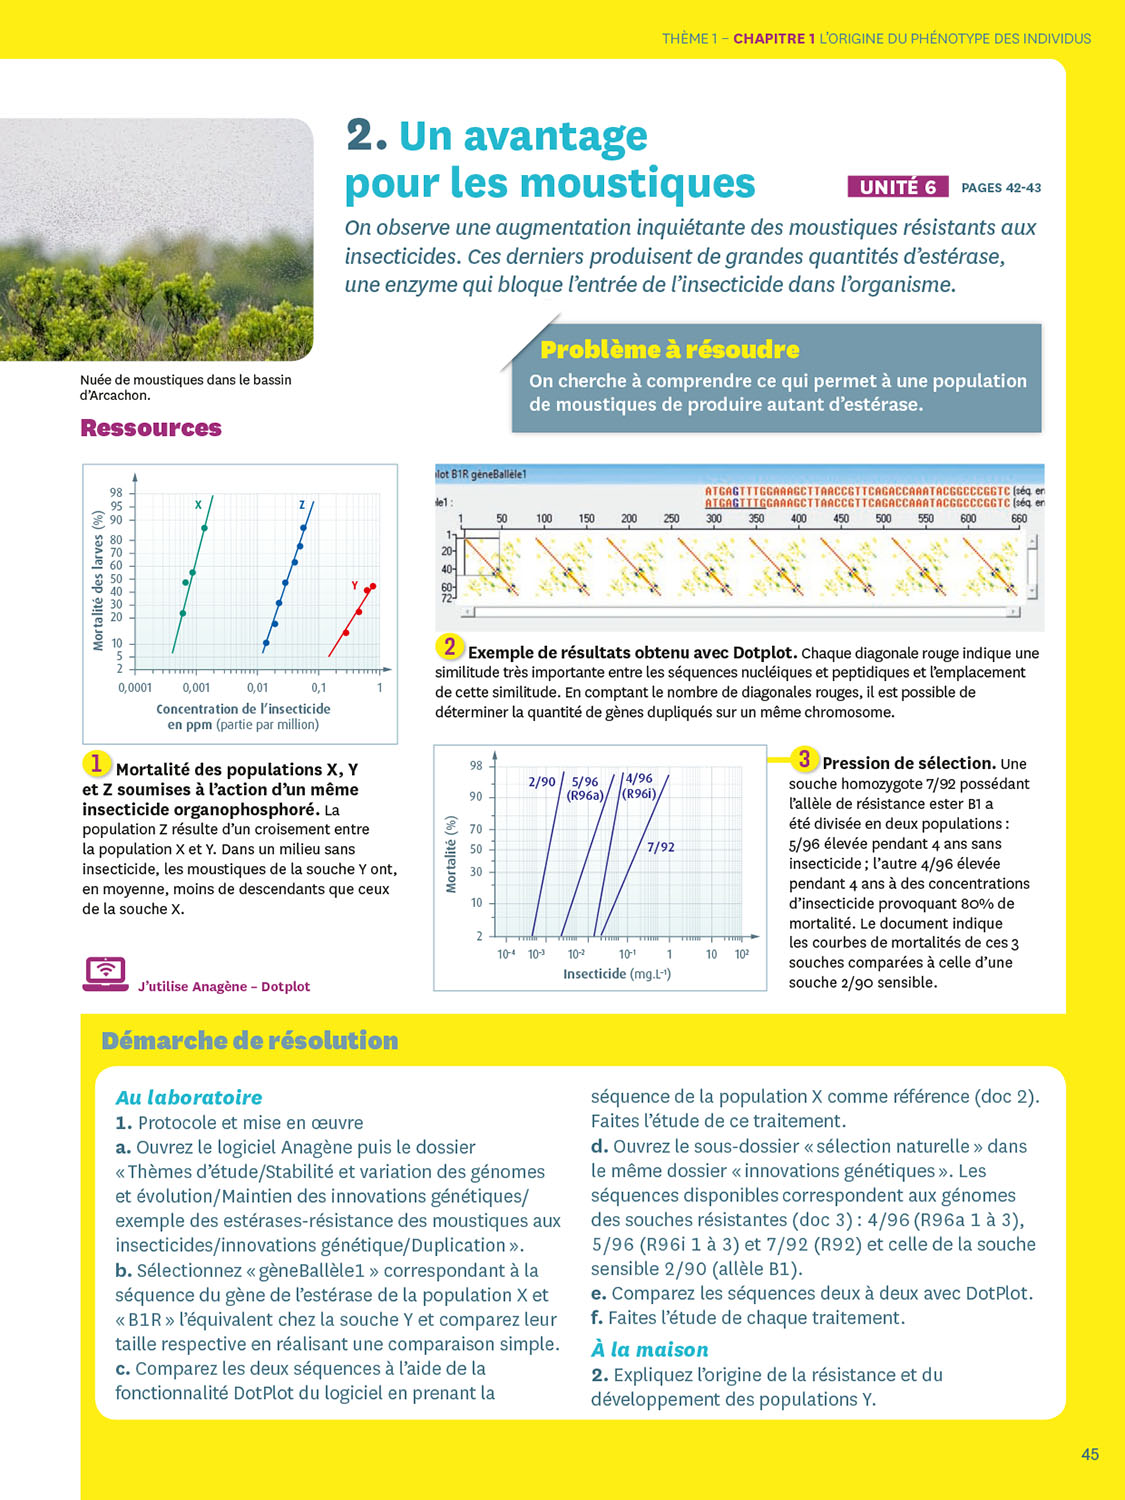 THÈME 1 – CHAPITRE 1 L'ORIGINE DU PHÉNOTYPE DES INDIVIDUS
2. Un avantage
pour les moustiques
UNITÉ 6 PAGES 42-43
On observe une augmentation inquiétante des moustiques résistants aux
insecticides. Ces derniers produisent de grandes quantités d'estérase,
une enzyme qui bloque l'entrée de l'insecticide dans l'organisme.
Problème à résoudre
On cherche à comprendre ce qui permet à une population
de moustiques de produire autant d'estérase.
Nuée de moustiques dans le bassin
d'Arcachon.
Ressources
Mortalité des larves (%)
98
95
90
80
70
60
50
40
30
20
10
5
2
X
Z
Y
0,0001 0,001 0,01 0,1 1
Concentration de l'insecticide
en ppm (partie par million)
1 Mortalité des populations X, Y
et Z soumises à l'action d'un même
insecticide organophosphoré. La
population Z résulte d'un croisement entre
la population X et Y. Dans un milieu sans
insecticide, les moustiques de la souche Y ont,
en moyenne, moins de descendants que ceux
de la souche X.
J'utilise Anagène – Dotplot
lot B1R gèneBallèle1
ATGAGTTTGGAAAGCTTAACCGTTCAGACCAAATACGGCCCGGTC (séq. en
le1 : ATGAGTTTGGAAAGCTTAACCGTTCAGACCAAATACGGCCCGGTC (séq. en
1 50 100 150 200 250 300 350 400 450 500 550 600 660
1
20
40
60
72
2 Exemple de résultats obtenu avec Dotplot. Chaque diagonale rouge indique une
similitude très importante entre les séquences nucléiques et peptidiques et l'emplacement
de cette similitude. En comptant le nombre de diagonales rouges, il est possible de
déterminer la quantité de gènes dupliqués sur un même chromosome.
Mortalité (%)
98
90
70
50
30
10
2
2/90 5/96 4/96
(R96a) (R96i)
7/92
10⁻⁴ 10⁻³ 10⁻² 10⁻¹ 1 10 10²
Insecticide (mg.L⁻¹)
3 Pression de sélection. Une
souche homozygote 7/92 possédant
l'allèle de résistance ester B1 a
été divisée en deux populations :
5/96 élevée pendant 4 ans sans
insecticide ; l'autre 4/96 élevée
pendant 4 ans à des concentrations
d'insecticide provoquant 80% de
mortalité. Le document indique
les courbes de mortalités de ces 3
souches comparées à celle d'une
souche 2/90 sensible.
Démarche de résolution
Au laboratoire
1. Protocole et mise en œuvre
a. Ouvrez le logiciel Anagène puis le dossier
« Thèmes d'étude/Stabilité et variation des génomes
et évolution/Maintien des innovations génétiques/
exemple des estérases-résistance des moustiques aux
insecticides/innovations génétique/Duplication ».
b. Sélectionnez « gèneBallèle1 » correspondant à la
séquence du gène de l'estérase de la population X et
« B1R » l'équivalent chez la souche Y et comparez leur
taille respective en réalisant une comparaison simple.
c. Comparez les deux séquences à l'aide de la
fonctionnalité DotPlot du logiciel en prenant la
séquence de la population X comme référence (doc 2).
Faites l'étude de ce traitement.
d. Ouvrez le sous-dossier « sélection naturelle » dans
le même dossier « innovations génétiques ». Les
séquences disponibles correspondent aux génomes
des souches résistantes (doc 3) : 4/96 (R96a 1 à 3),
5/96 (R96i 1 à 3) et 7/92 (R92) et celle de la souche
sensible 2/90 (allèle B1).
e. Comparez les séquences deux à deux avec DotPlot.
f. Faites l'étude de chaque traitement.
À la maison
2. Expliquez l'origine de la résistance et du
développement des populations Y.
45